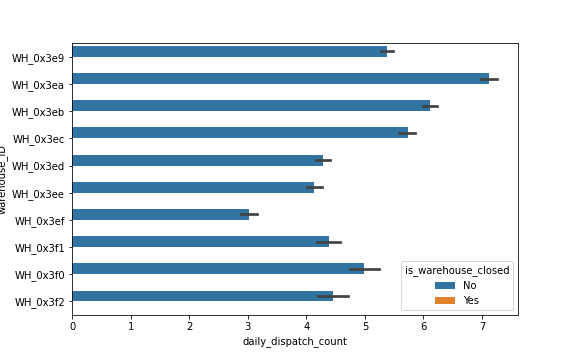 WH_0x3e9
WH_0x3ea
WH_0x3eb
WH_0x3ec
WH_0x3ed
WH_0x3ee
WH_0x3ef
WH_0x3f1
WH_0x3f0
WH_0x3f2
warehouse_ID
0 1 2 3 4 5 6 7
daily_dispatch_count
is_warehouse_closed
No
Yes